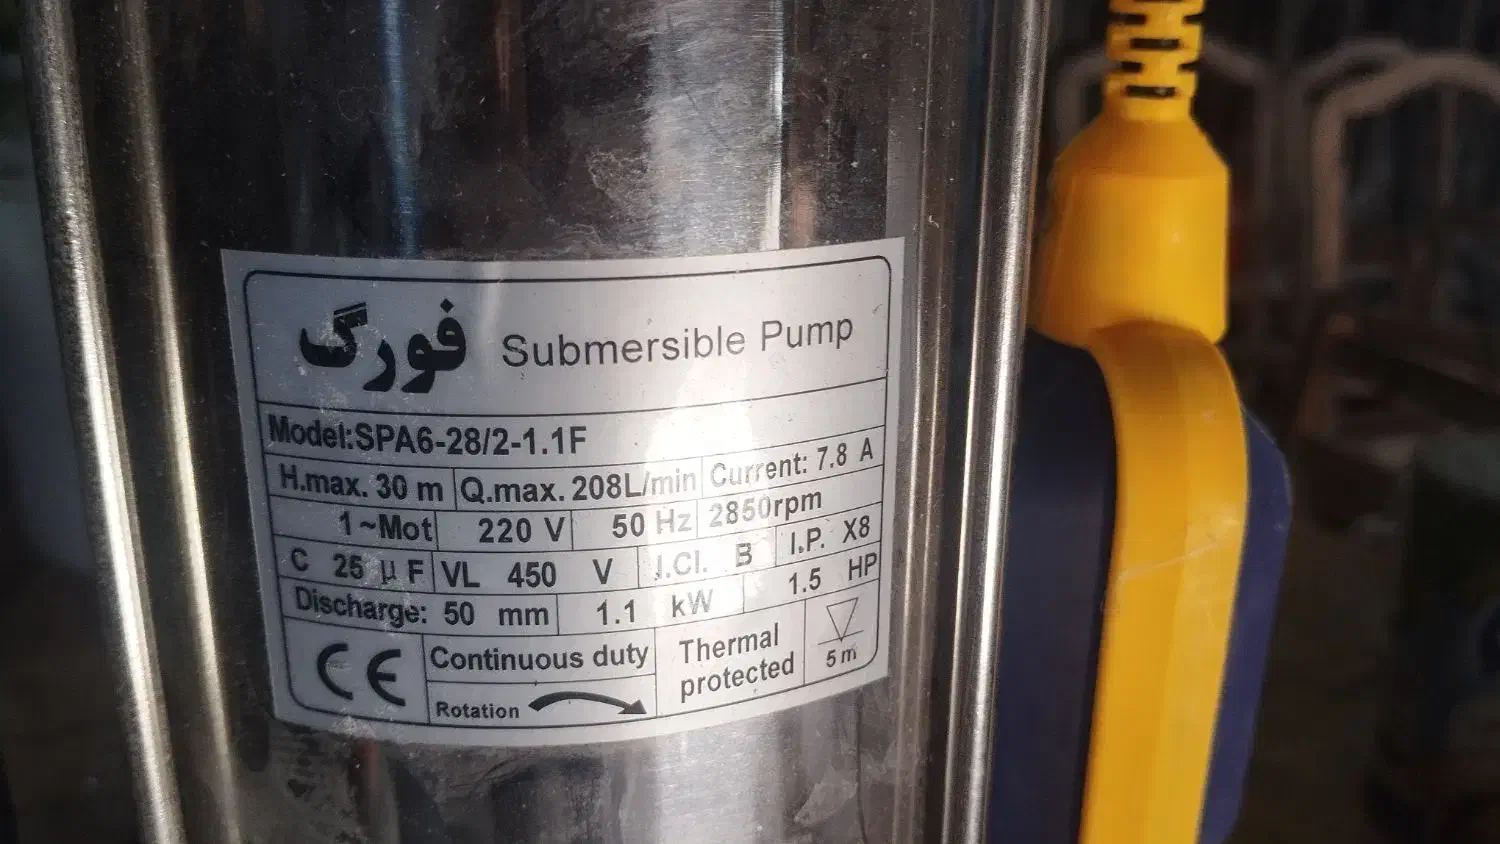 فورگ Submersible Pump
Model:SPA6-28/2-1.1F
H.max. 30 m Q.max. 208L/min Current: 7.8 A
1~Mot 220 V 50 Hz 2850rpm
C 25 μF VL 450 V I.Cl. B I.P. X8
Discharge: 50 mm 1.1 kW 1.5 HP
CE Continuous duty Thermal protected 5 m
Rotation